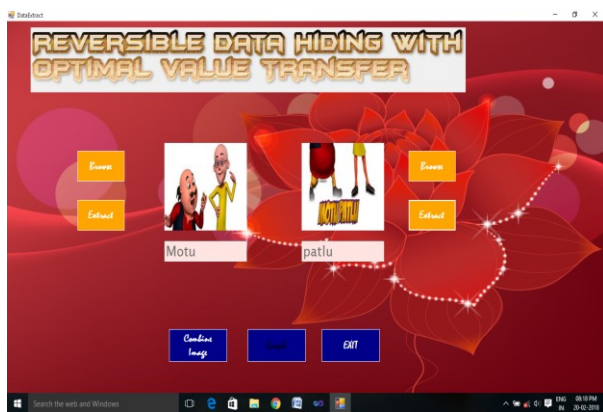 DataExtract
REVERSIBLE DATA HIDING WITH
OPTIMAL VALUE TRANSFER
Browse
Browse
Extract
Extract
MOTU PATLU
Motu
patlu
Combine
Image
EXIT
Search the web and Windows
ENG
08:10 PM
IN
20-02-2018